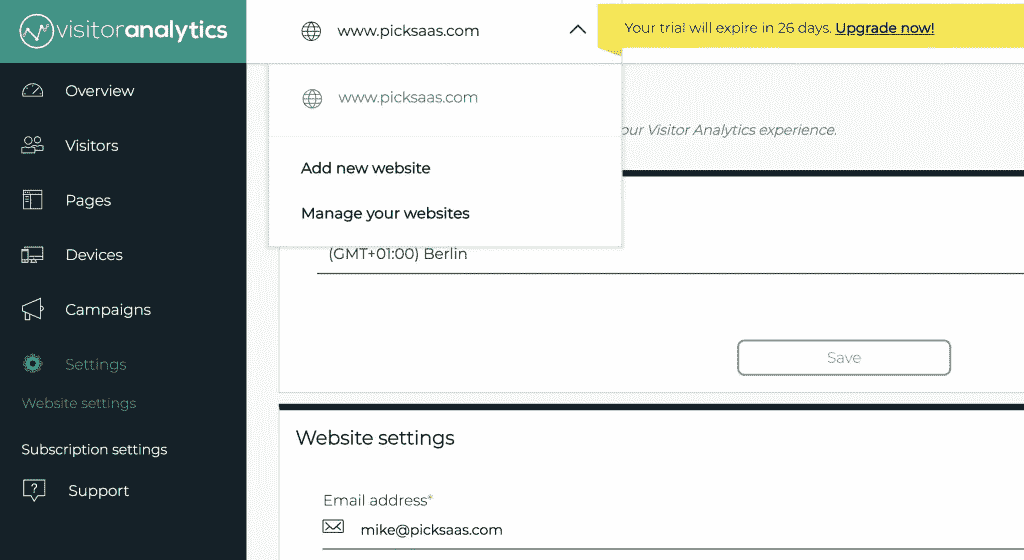 visitoranalytics
www.picksaas.com
Your trial will expire in 26 days. Upgrade now!
Overview
Visitors
Pages
Devices
Campaigns
Settings
Website settings
Subscription settings
? Support
www.picksaas.com
Add new website
Manage your websites
our Visitor Analytics experience.
(GMT+01:00) Berlin
Save
Website settings
Email address*
mike@picksaas.com